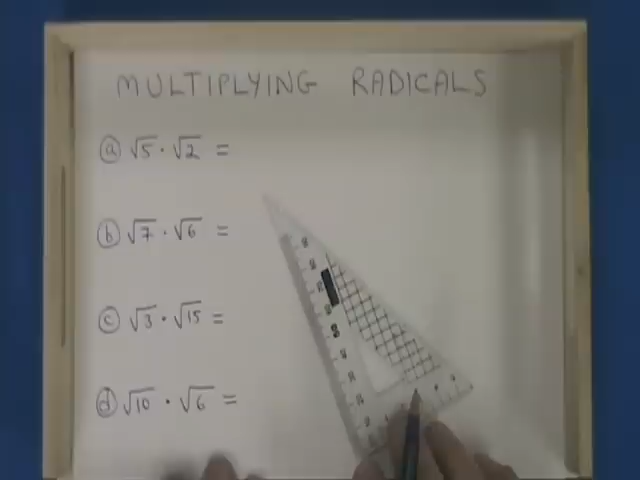 MULTIPLYING RADICALS
ⓐ √5 · √2 =
ⓑ √7 · √6 =
ⓒ √3 · √15 =
ⓓ √10 · √6 =